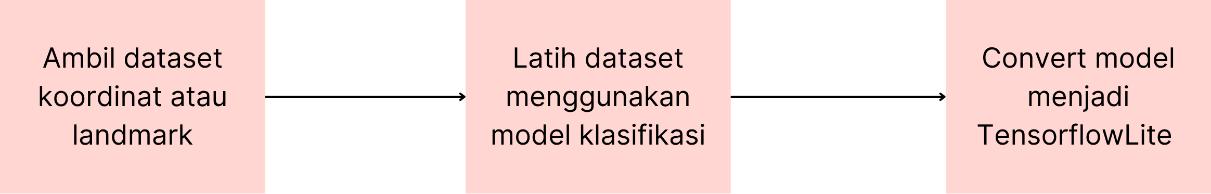 Ambil dataset
koordinat atau
landmark
Latih dataset
menggunakan
model klasifikasi
Convert model
menjadi
TensorflowLite